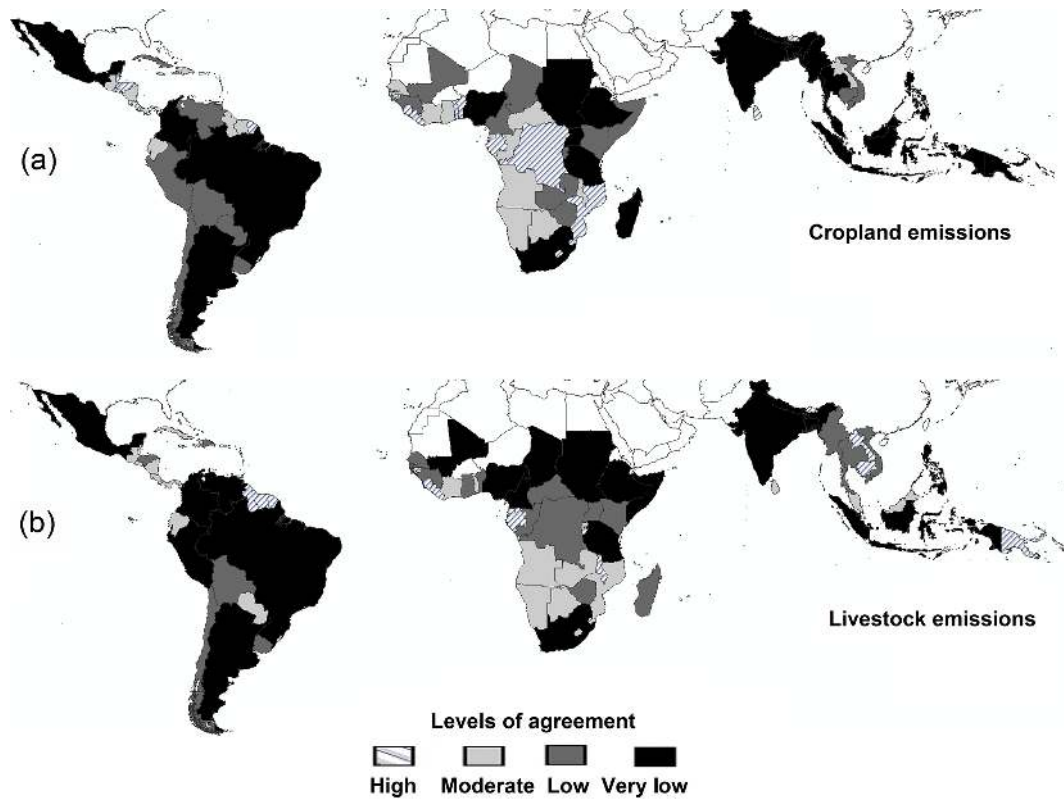 (a)
Cropland emissions
(b)
Livestock emissions
Levels of agreement
High Moderate Low Very low